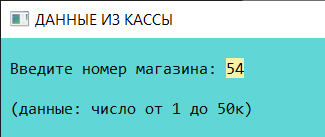 ДАННЫЕ ИЗ КАССЫ
Введите номер магазина: 54
(данные: число от 1 до 50к)